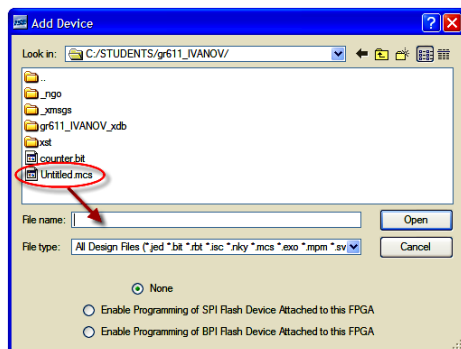 Add Device
Look in: C:/STUDENTS/gr611_IVANOV/
..
_ngo
_xmsgs
gr611_IVANOV_xdb
xst
counter.bit
Untitled.mcs
File name: Open
File type: All Design Files (*.jed *.bit *.rbt *.isc *.nky *.mcs *.exo *.mpm *.sv Cancel
None
Enable Programming of SPI Flash Device Attached to this FPGA
Enable Programming of BPI Flash Device Attached to this FPGA